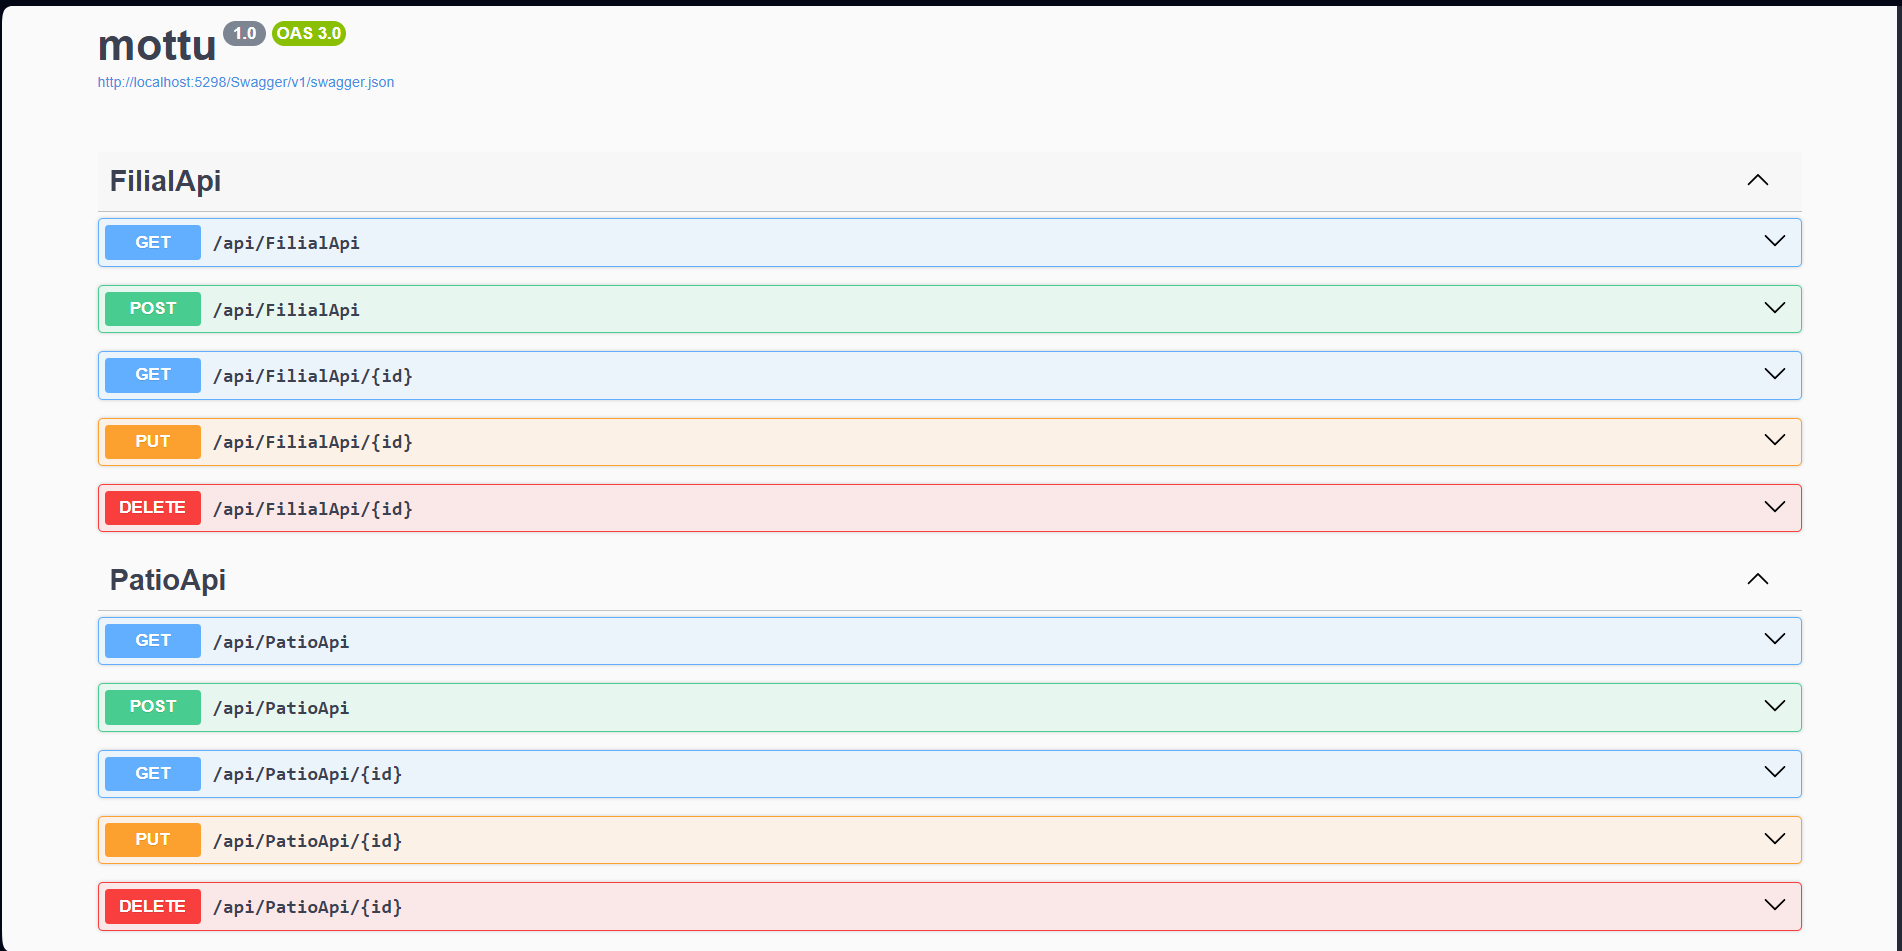 mottu 1.0 OAS 3.0
http://localhost:5298/Swagger/v1/swagger.json
FilialApi
GET /api/FilialApi
POST /api/FilialApi
GET /api/FilialApi/{id}
PUT /api/FilialApi/{id}
DELETE /api/FilialApi/{id}
PatioApi
GET /api/PatioApi
POST /api/PatioApi
GET /api/PatioApi/{id}
PUT /api/PatioApi/{id}
DELETE /api/PatioApi/{id}